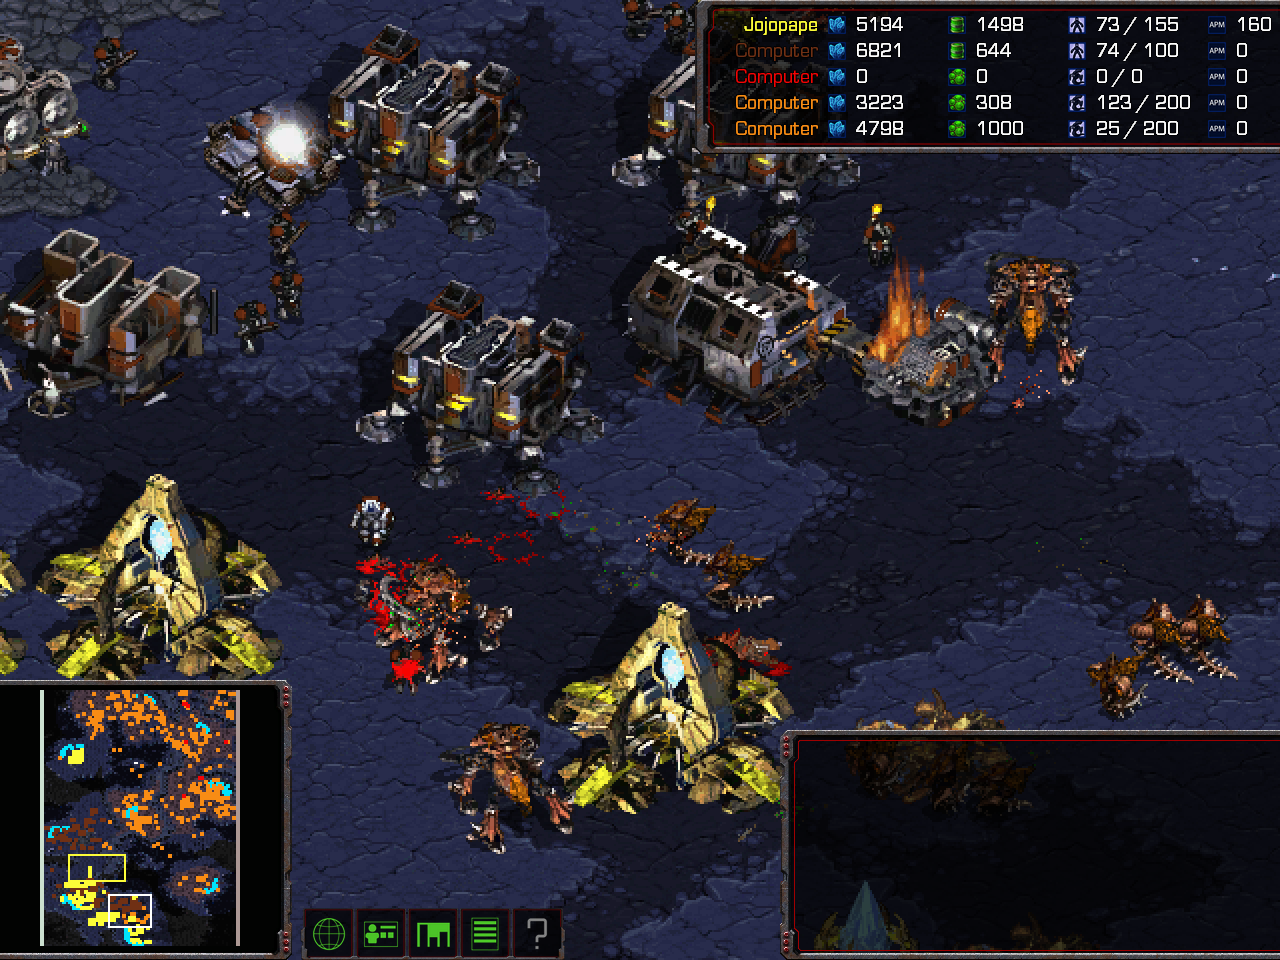 Jojopape 5194 1498 73 / 155 APM 160
Computer 6821 644 74 / 100 APM 0
Computer 0 0 0 / 0 APM 0
Computer 3223 308 123 / 200 APM 0
Computer 4798 1000 25 / 200 APM 0
?